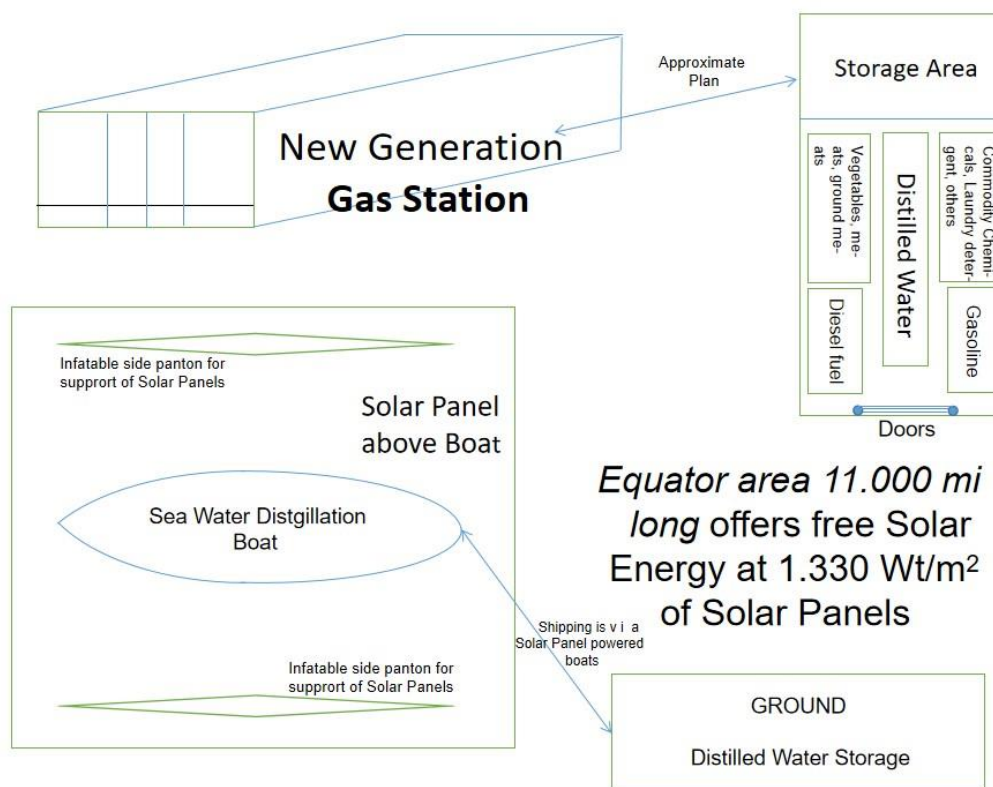 Approximate
Plan
Storage Area
New Generation
Gas Station
Vegetables, me-
ats, ground me-
ats
Distilled Water
Commodity Chemi-
cals, Laundry deter-
gent, others
Diesel fuel
Gasoline
Doors
Infatable side panton for
supprort of Solar Panels
Solar Panel
above Boat
Sea Water Distgillation
Boat
Equator area 11.000 mi
long offers free Solar
Energy at 1.330 Wt/m²
of Solar Panels
Shipping is v i a
Solar Panel powered
boats
Infatable side panton for
supprort of Solar Panels
GROUND
Distilled Water Storage